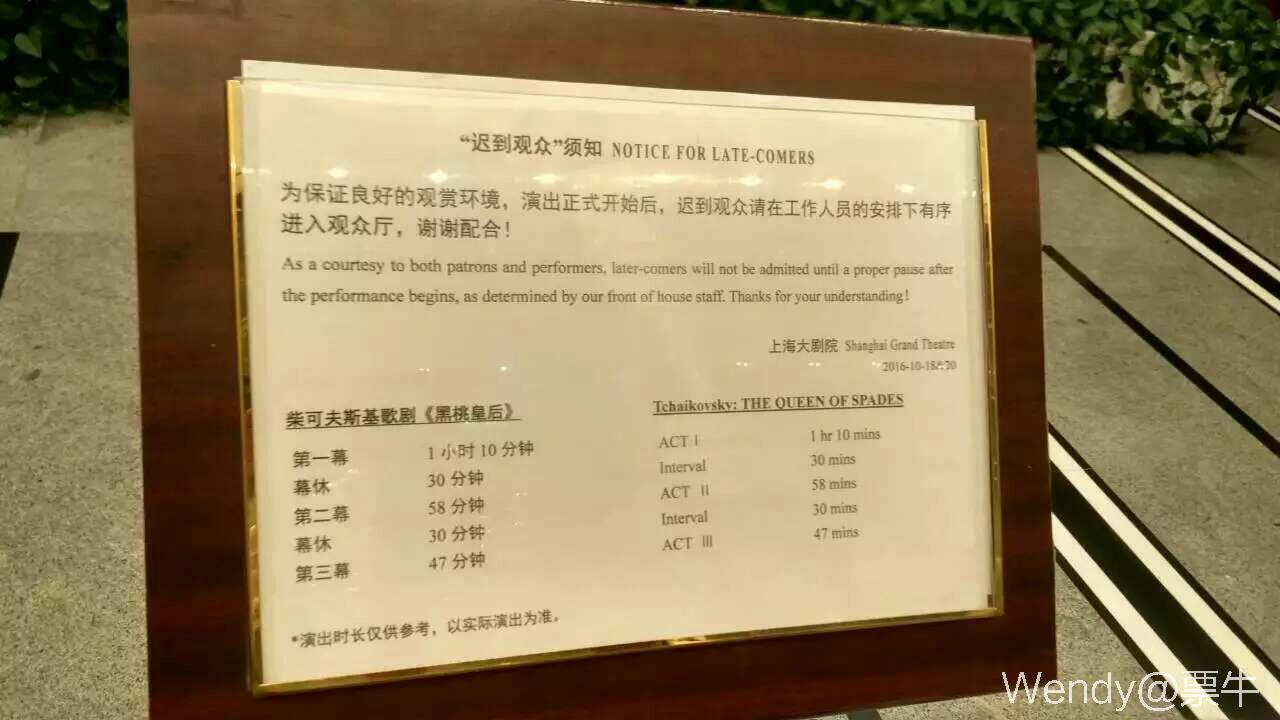 “迟到观众”须知 NOTICE FOR LATE-COMERS
为保证良好的观赏环境，演出正式开始后，迟到观众请在工作人员的安排下有序
进入观众厅，谢谢配合！
As a courtesy to both patrons and performers, later-comers will not be admitted until a proper pause after
the performance begins, as determined by our front of house staff. Thanks for your understanding!
上海大剧院 Shanghai Grand Theatre
2016-10-18&20
柴可夫斯基歌剧《黑桃皇后》
第一幕 1 小时 10 分钟
幕休 30 分钟
第二幕 58 分钟
幕休 30 分钟
第三幕 47 分钟
Tchaikovsky: THE QUEEN OF SPADES
ACT Ⅰ 1 hr 10 mins
Interval 30 mins
ACT Ⅱ 58 mins
Interval 30 mins
ACT Ⅲ 47 mins
*演出时长仅供参考，以实际演出为准。
Wendy@票牛